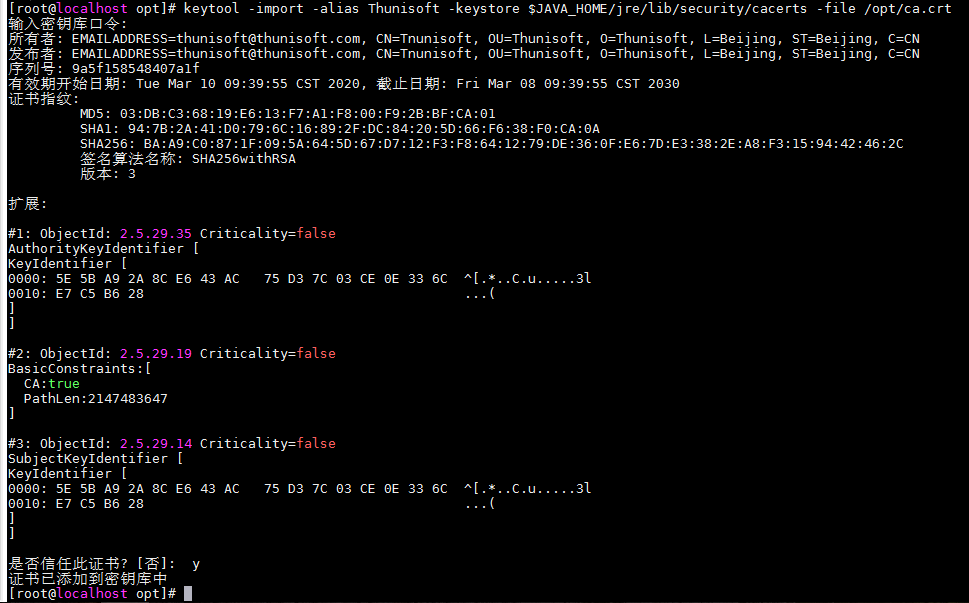 [root@localhost opt]# keytool -import -alias Thunisoft -keystore $JAVA_HOME/jre/lib/security/cacerts -file /opt/ca.crt
输入密钥库口令:
所有者: EMAILADDRESS=thunisoft@thunisoft.com, CN=Tnunisoft, OU=Thunisoft, O=Thunisoft, L=Beijing, ST=Beijing, C=CN
发布者: EMAILADDRESS=thunisoft@thunisoft.com, CN=Tnunisoft, OU=Thunisoft, O=Thunisoft, L=Beijing, ST=Beijing, C=CN
序列号: 9a5f158548407a1f
有效期开始日期: Tue Mar 10 09:39:55 CST 2020, 截止日期: Fri Mar 08 09:39:55 CST 2030
证书指纹:
MD5: 03:DB:C3:68:19:E6:13:F7:A1:F8:00:F9:2B:BF:CA:01
SHA1: 94:7B:2A:41:D0:79:6C:16:89:2F:DC:84:20:5D:66:F6:38:F0:CA:0A
SHA256: BA:A9:C0:87:1F:09:5A:64:5D:67:D7:12:F3:F8:64:12:79:DE:36:0F:E6:7D:E3:38:2E:A8:F3:15:94:42:46:2C
签名算法名称: SHA256withRSA
版本: 3
扩展:
#1: ObjectId: 2.5.29.35 Criticality=false
AuthorityKeyIdentifier [
KeyIdentifier [
0000: 5E 5B A9 2A 8C E6 43 AC   75 D3 7C 03 CE 0E 33 6C  ^[.*..C.u.....3l
0010: E7 C5 B6 28                                        ...(
]
]
#2: ObjectId: 2.5.29.19 Criticality=false
BasicConstraints:[
CA:true
PathLen:2147483647
]
#3: ObjectId: 2.5.29.14 Criticality=false
SubjectKeyIdentifier [
KeyIdentifier [
0000: 5E 5B A9 2A 8C E6 43 AC   75 D3 7C 03 CE 0E 33 6C  ^[.*..C.u.....3l
0010: E7 C5 B6 28                                        ...(
]
]
是否信任此证书? [否]:  y
证书已添加到密钥库中
[root@localhost opt]#